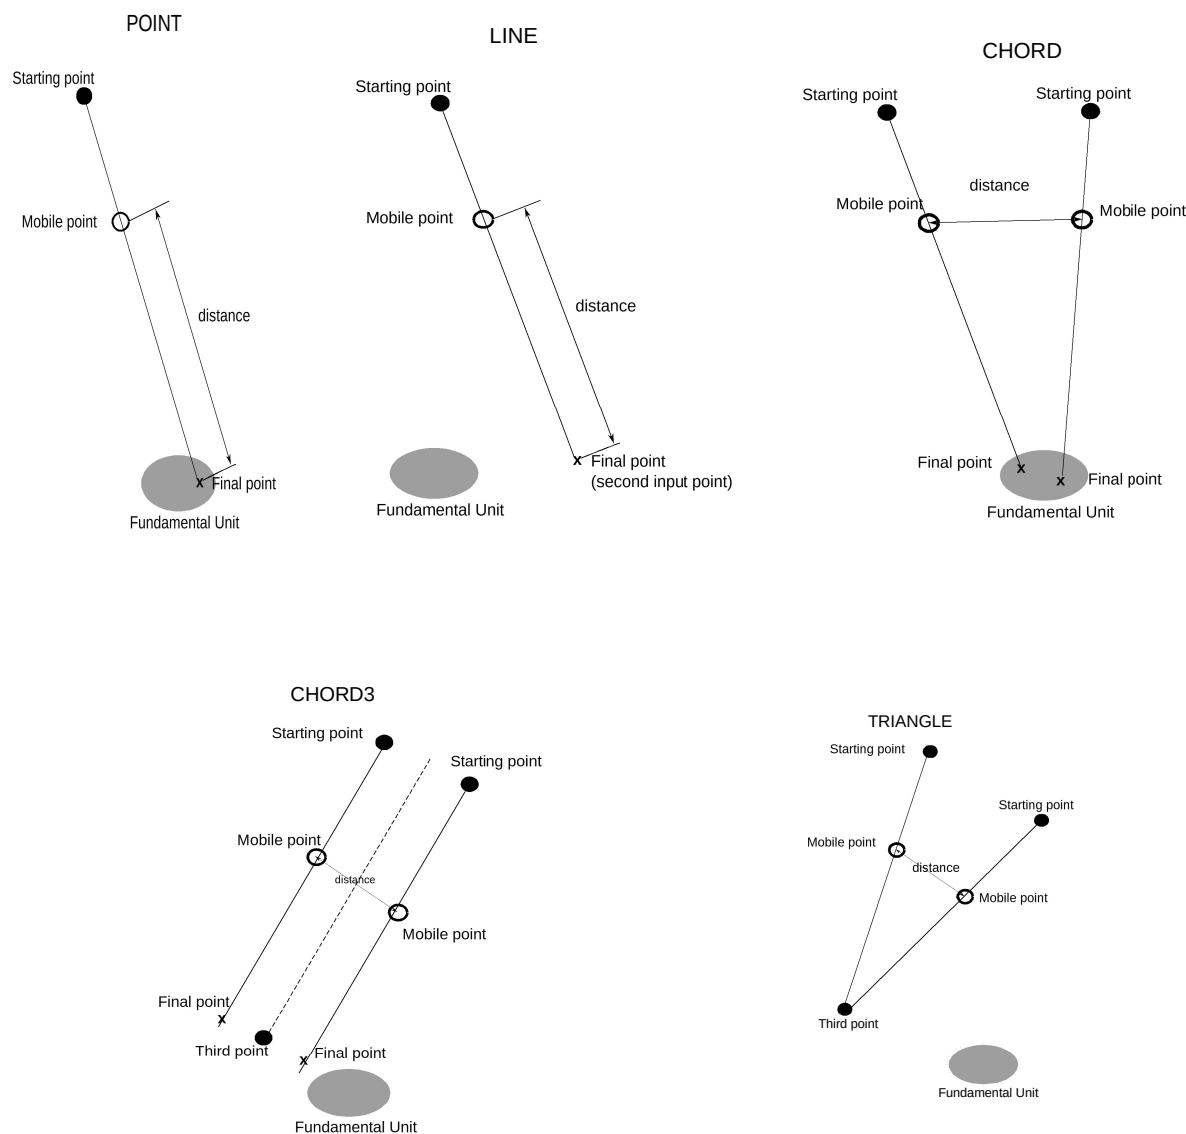 POINT
Starting point
Mobile point
distance
Final point
Fundamental Unit
LINE
Starting point
Mobile point
distance
Final point
(second input point)
Fundamental Unit
CHORD
Starting point
Starting point
distance
Mobile point
Mobile point
Final point
Final point
Fundamental Unit
CHORD3
Starting point
Starting point
Mobile point
distance
Mobile point
Final point
Third point
Final point
Fundamental Unit
TRIANGLE
Starting point
Starting point
Mobile point
distance
Mobile point
Third point
Fundamental Unit